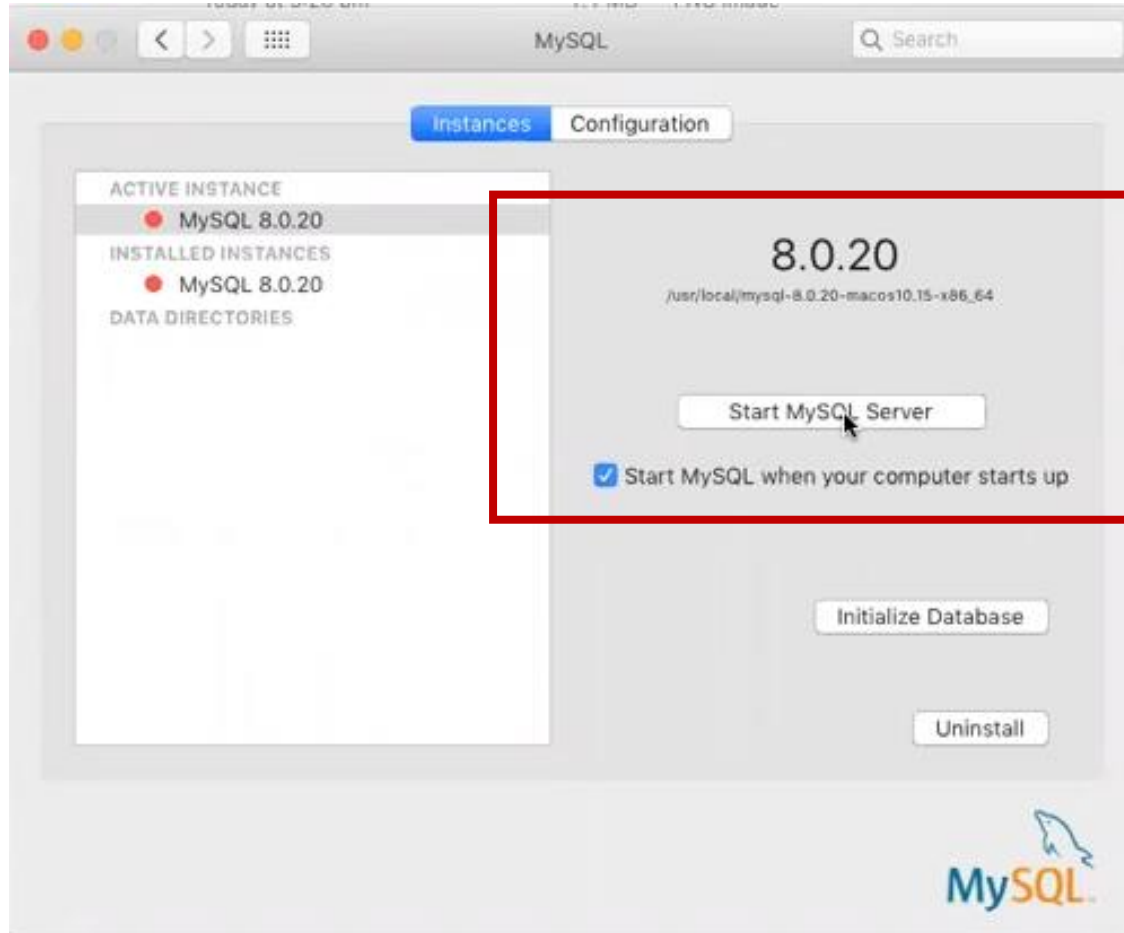 MySQL
Search
Instances
Configuration
ACTIVE INSTANCE
MySQL 8.0.20
INSTALLED INSTANCES
MySQL 8.0.20
DATA DIRECTORIES
8.0.20
/usr/local/mysql-8.0.20-macos10.15-x86_64
Start MySQL Server
Start MySQL when your computer starts up
Initialize Database
Uninstall
MySQL